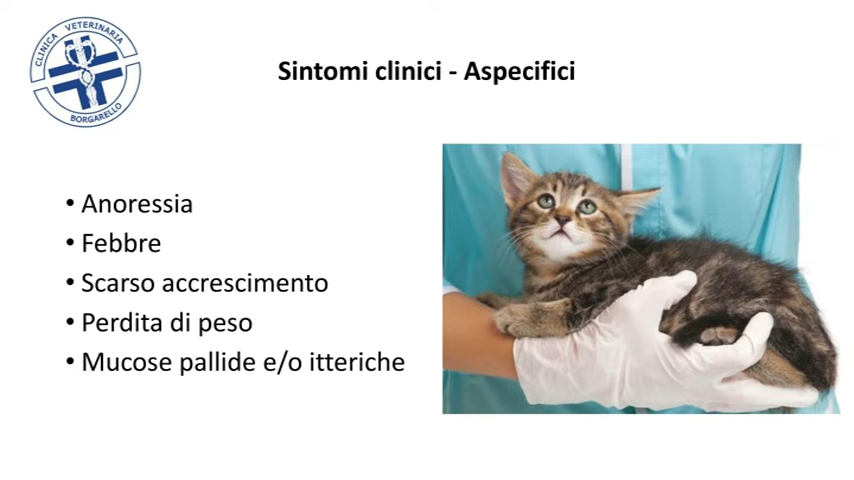 CLINICA VETERINARIA
BORGARELLO
Sintomi clinici - Aspecifici
• Anoressia
• Febbre
• Scarso accrescimento
• Perdita di peso
• Mucose pallide e/o itteriche